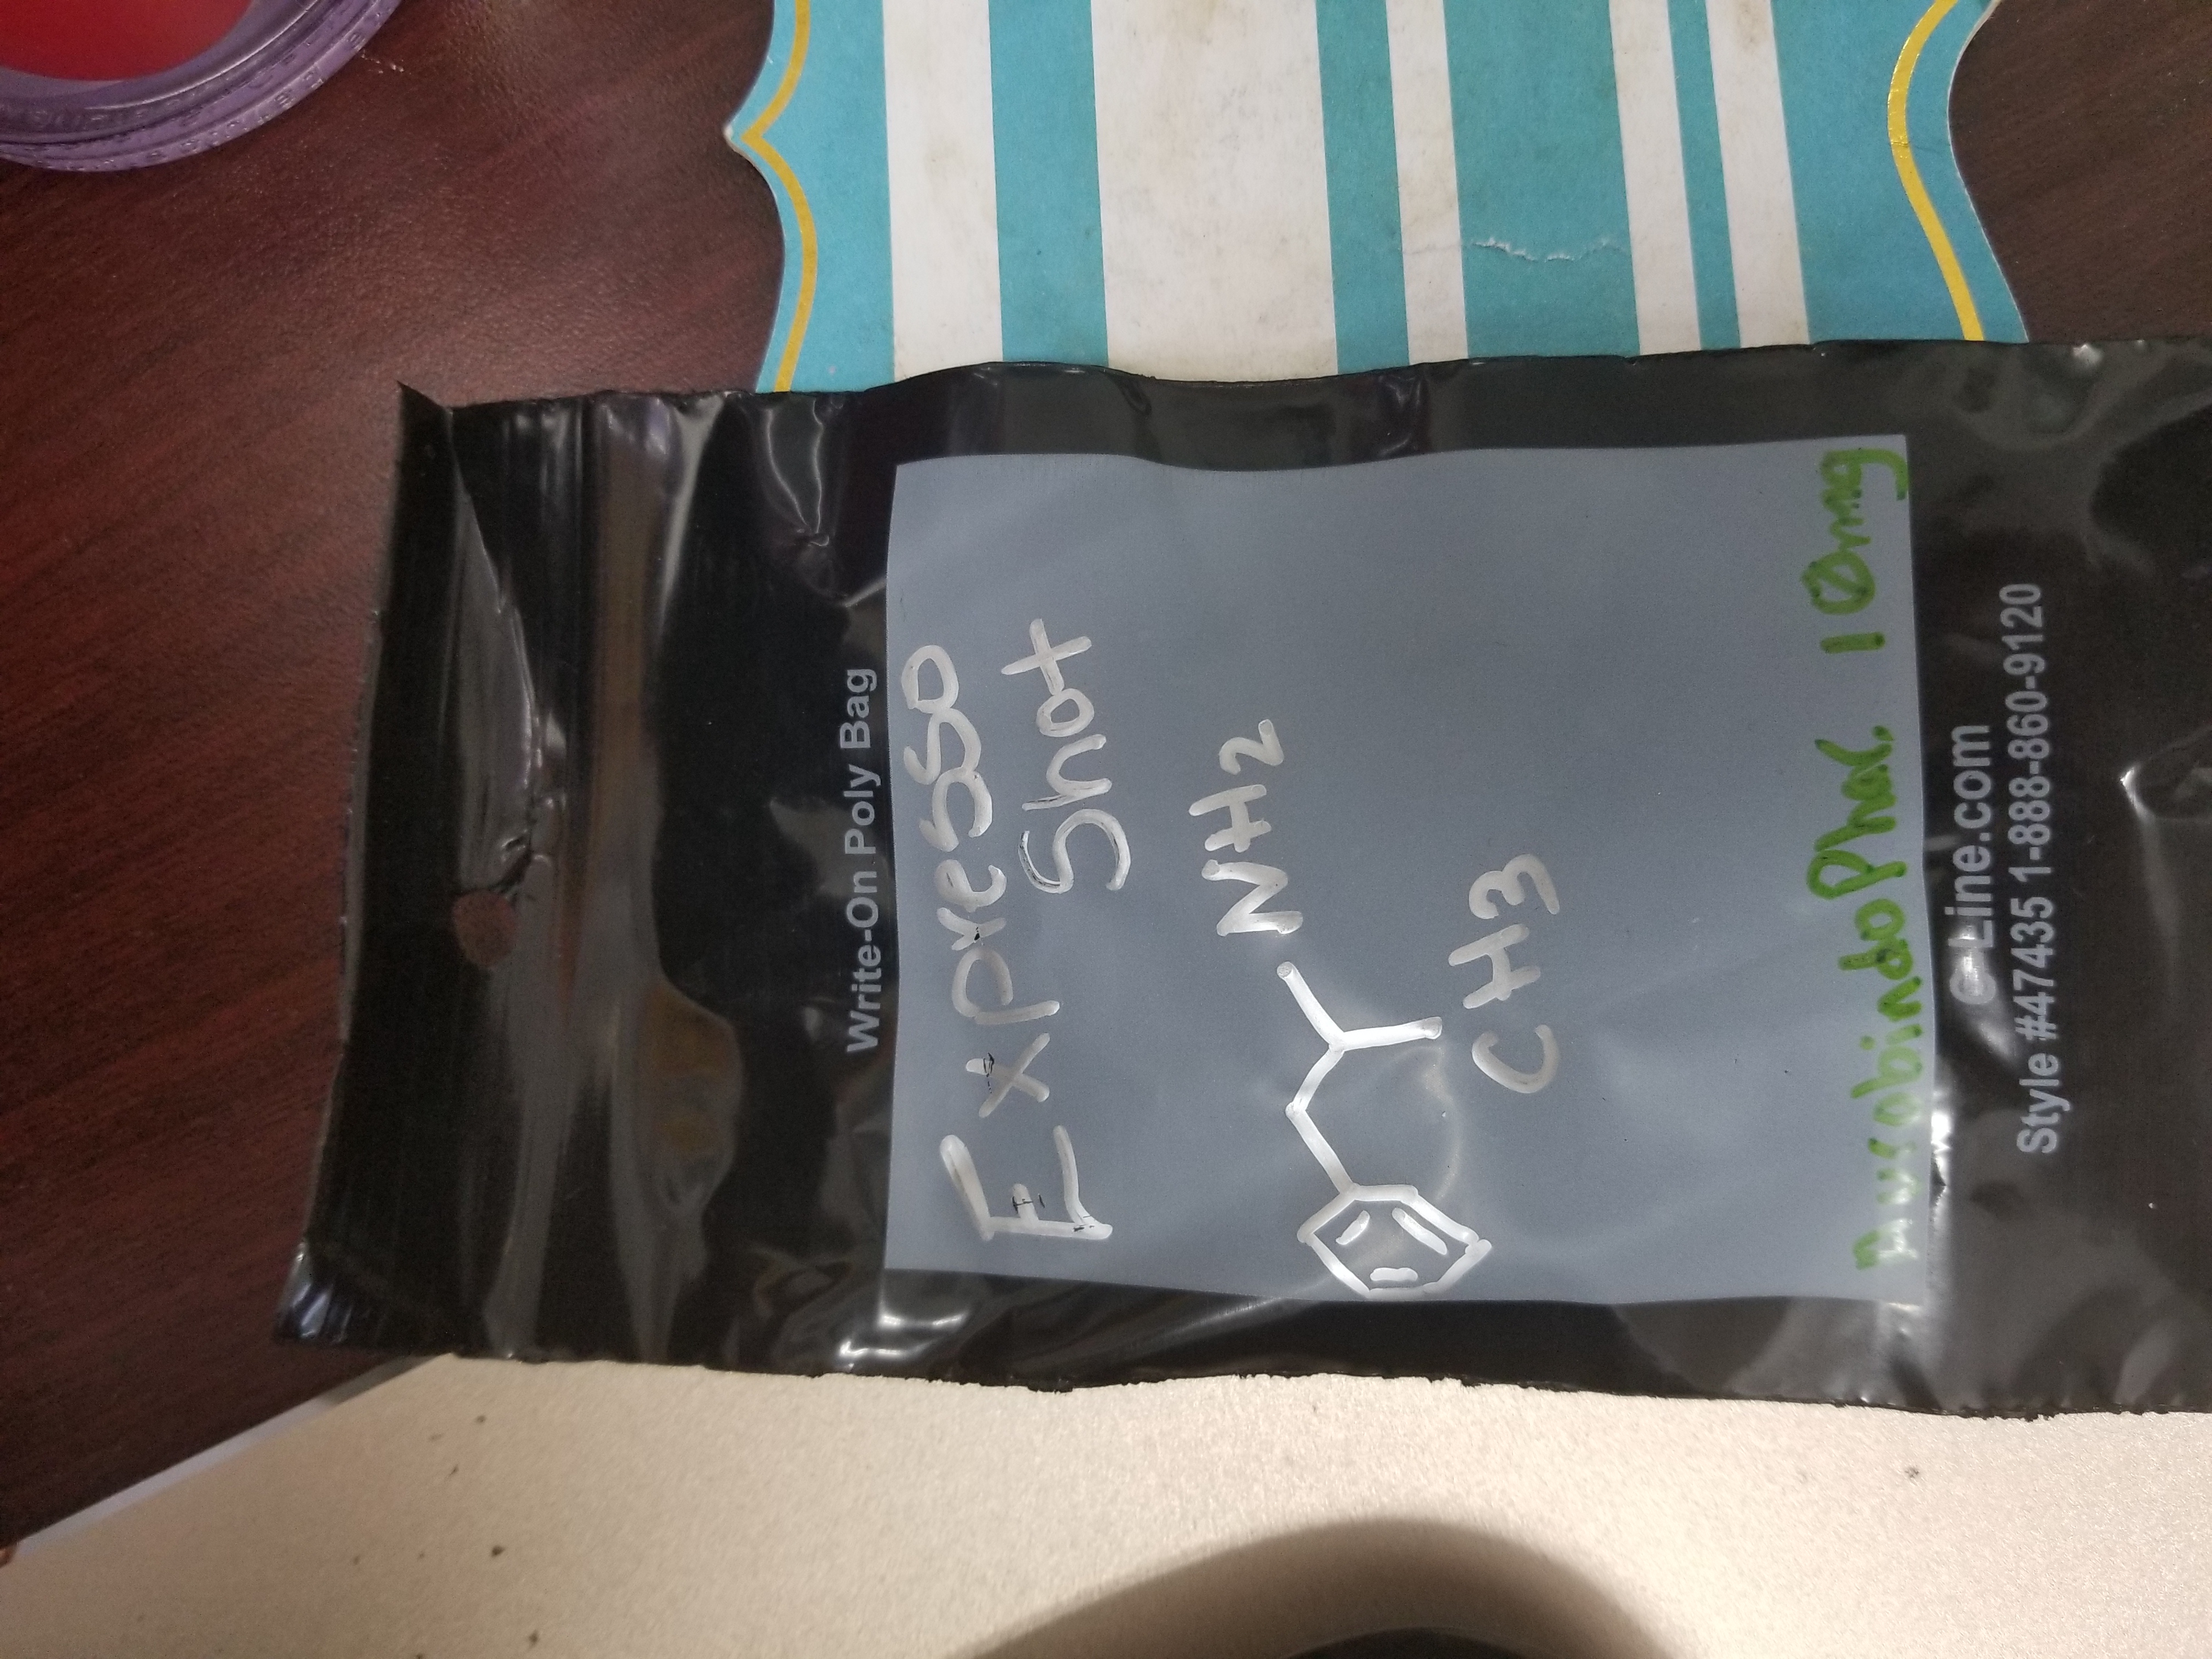 Write-On Poly Bag
Expresso
Shot
NH2
CH3
10mg
C-Line.com
Style #47435 1-888-860-9120